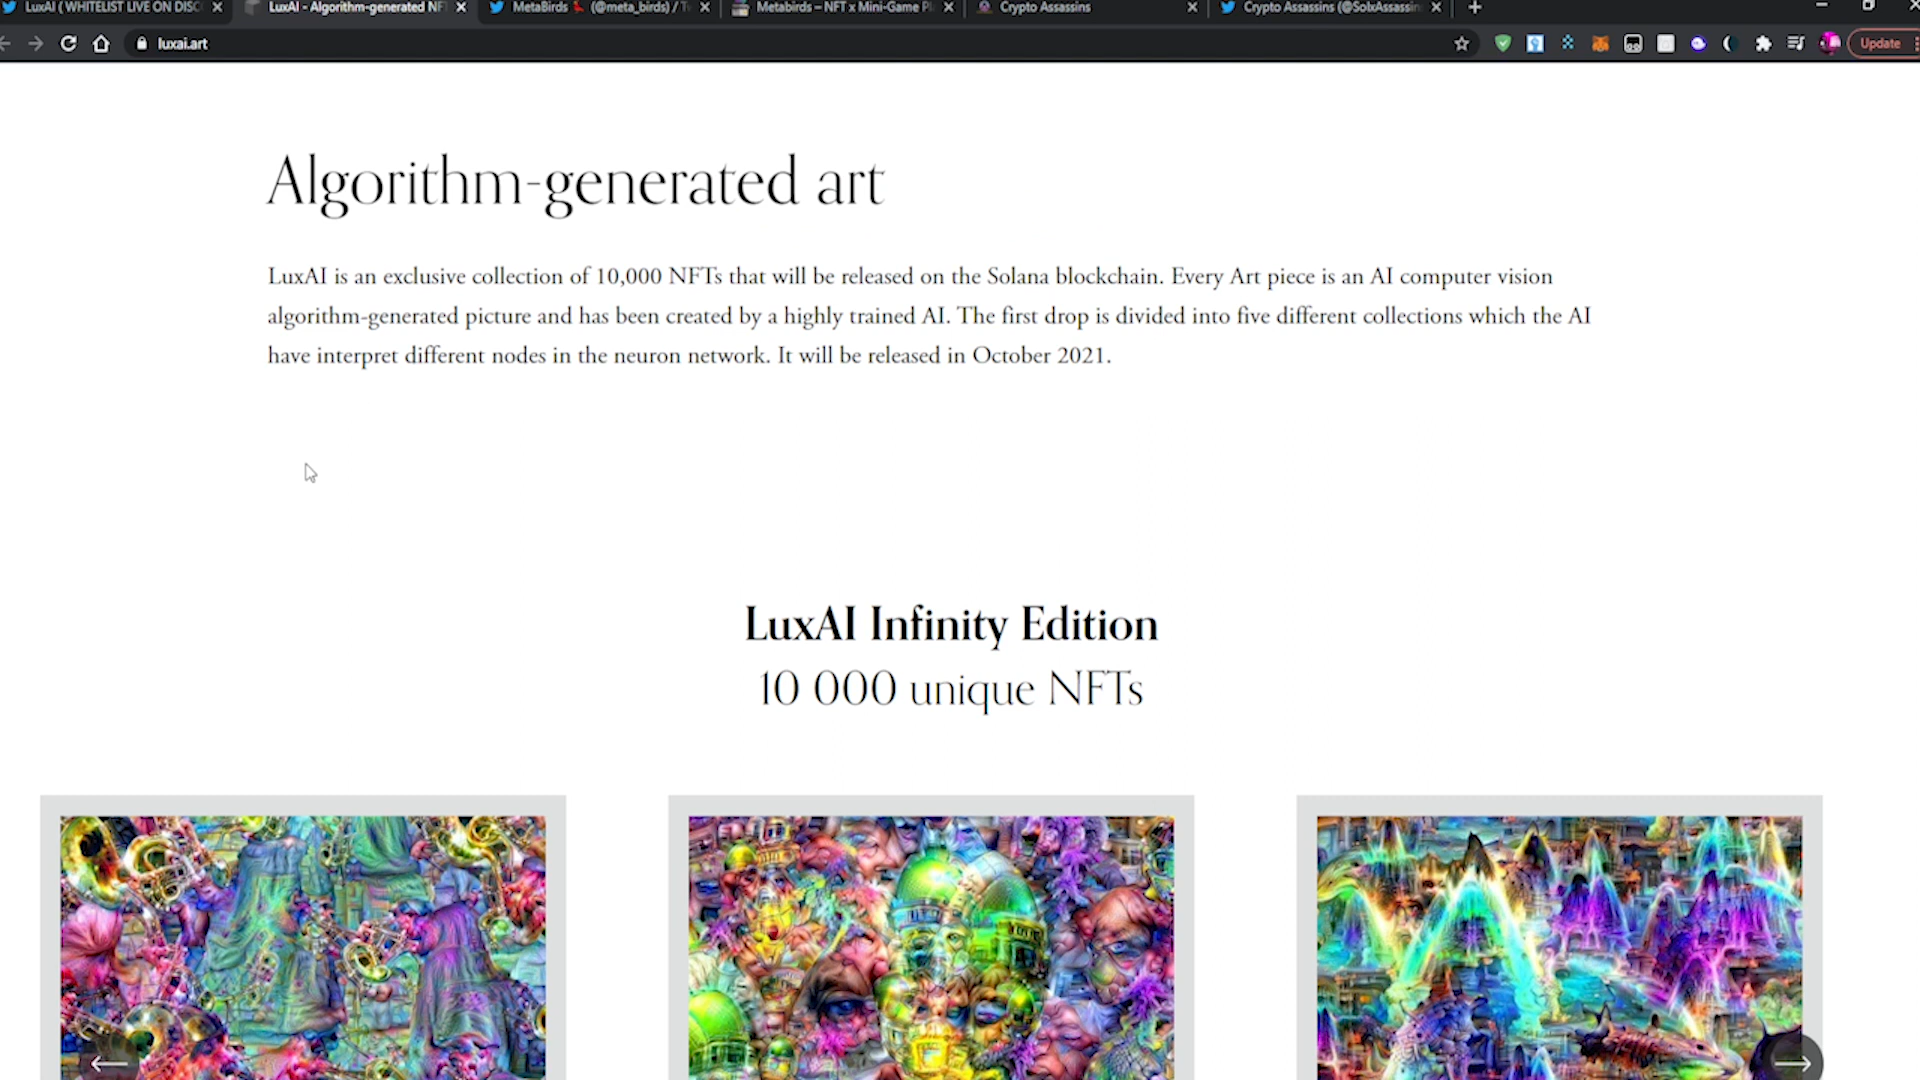 LuxAI ( WHITELIST LIVE ON DISC
LuxAI - Algorithm-generated NF
MetaBirds (@meta_birds) / Tw
Metabirds – NFT x Mini-Game Pl
Crypto Assassins
Crypto Assassins (@SolxAssassin
luxai.art
Update
Algorithm-generated art
LuxAI is an exclusive collection of 10,000 NFTs that will be released on the Solana blockchain. Every Art piece is an AI computer vision
algorithm-generated picture and has been created by a highly trained AI. The first drop is divided into five different collections which the AI
have interpret different nodes in the neuron network. It will be released in October 2021.
LuxAI Infinity Edition
10 000 unique NFTs